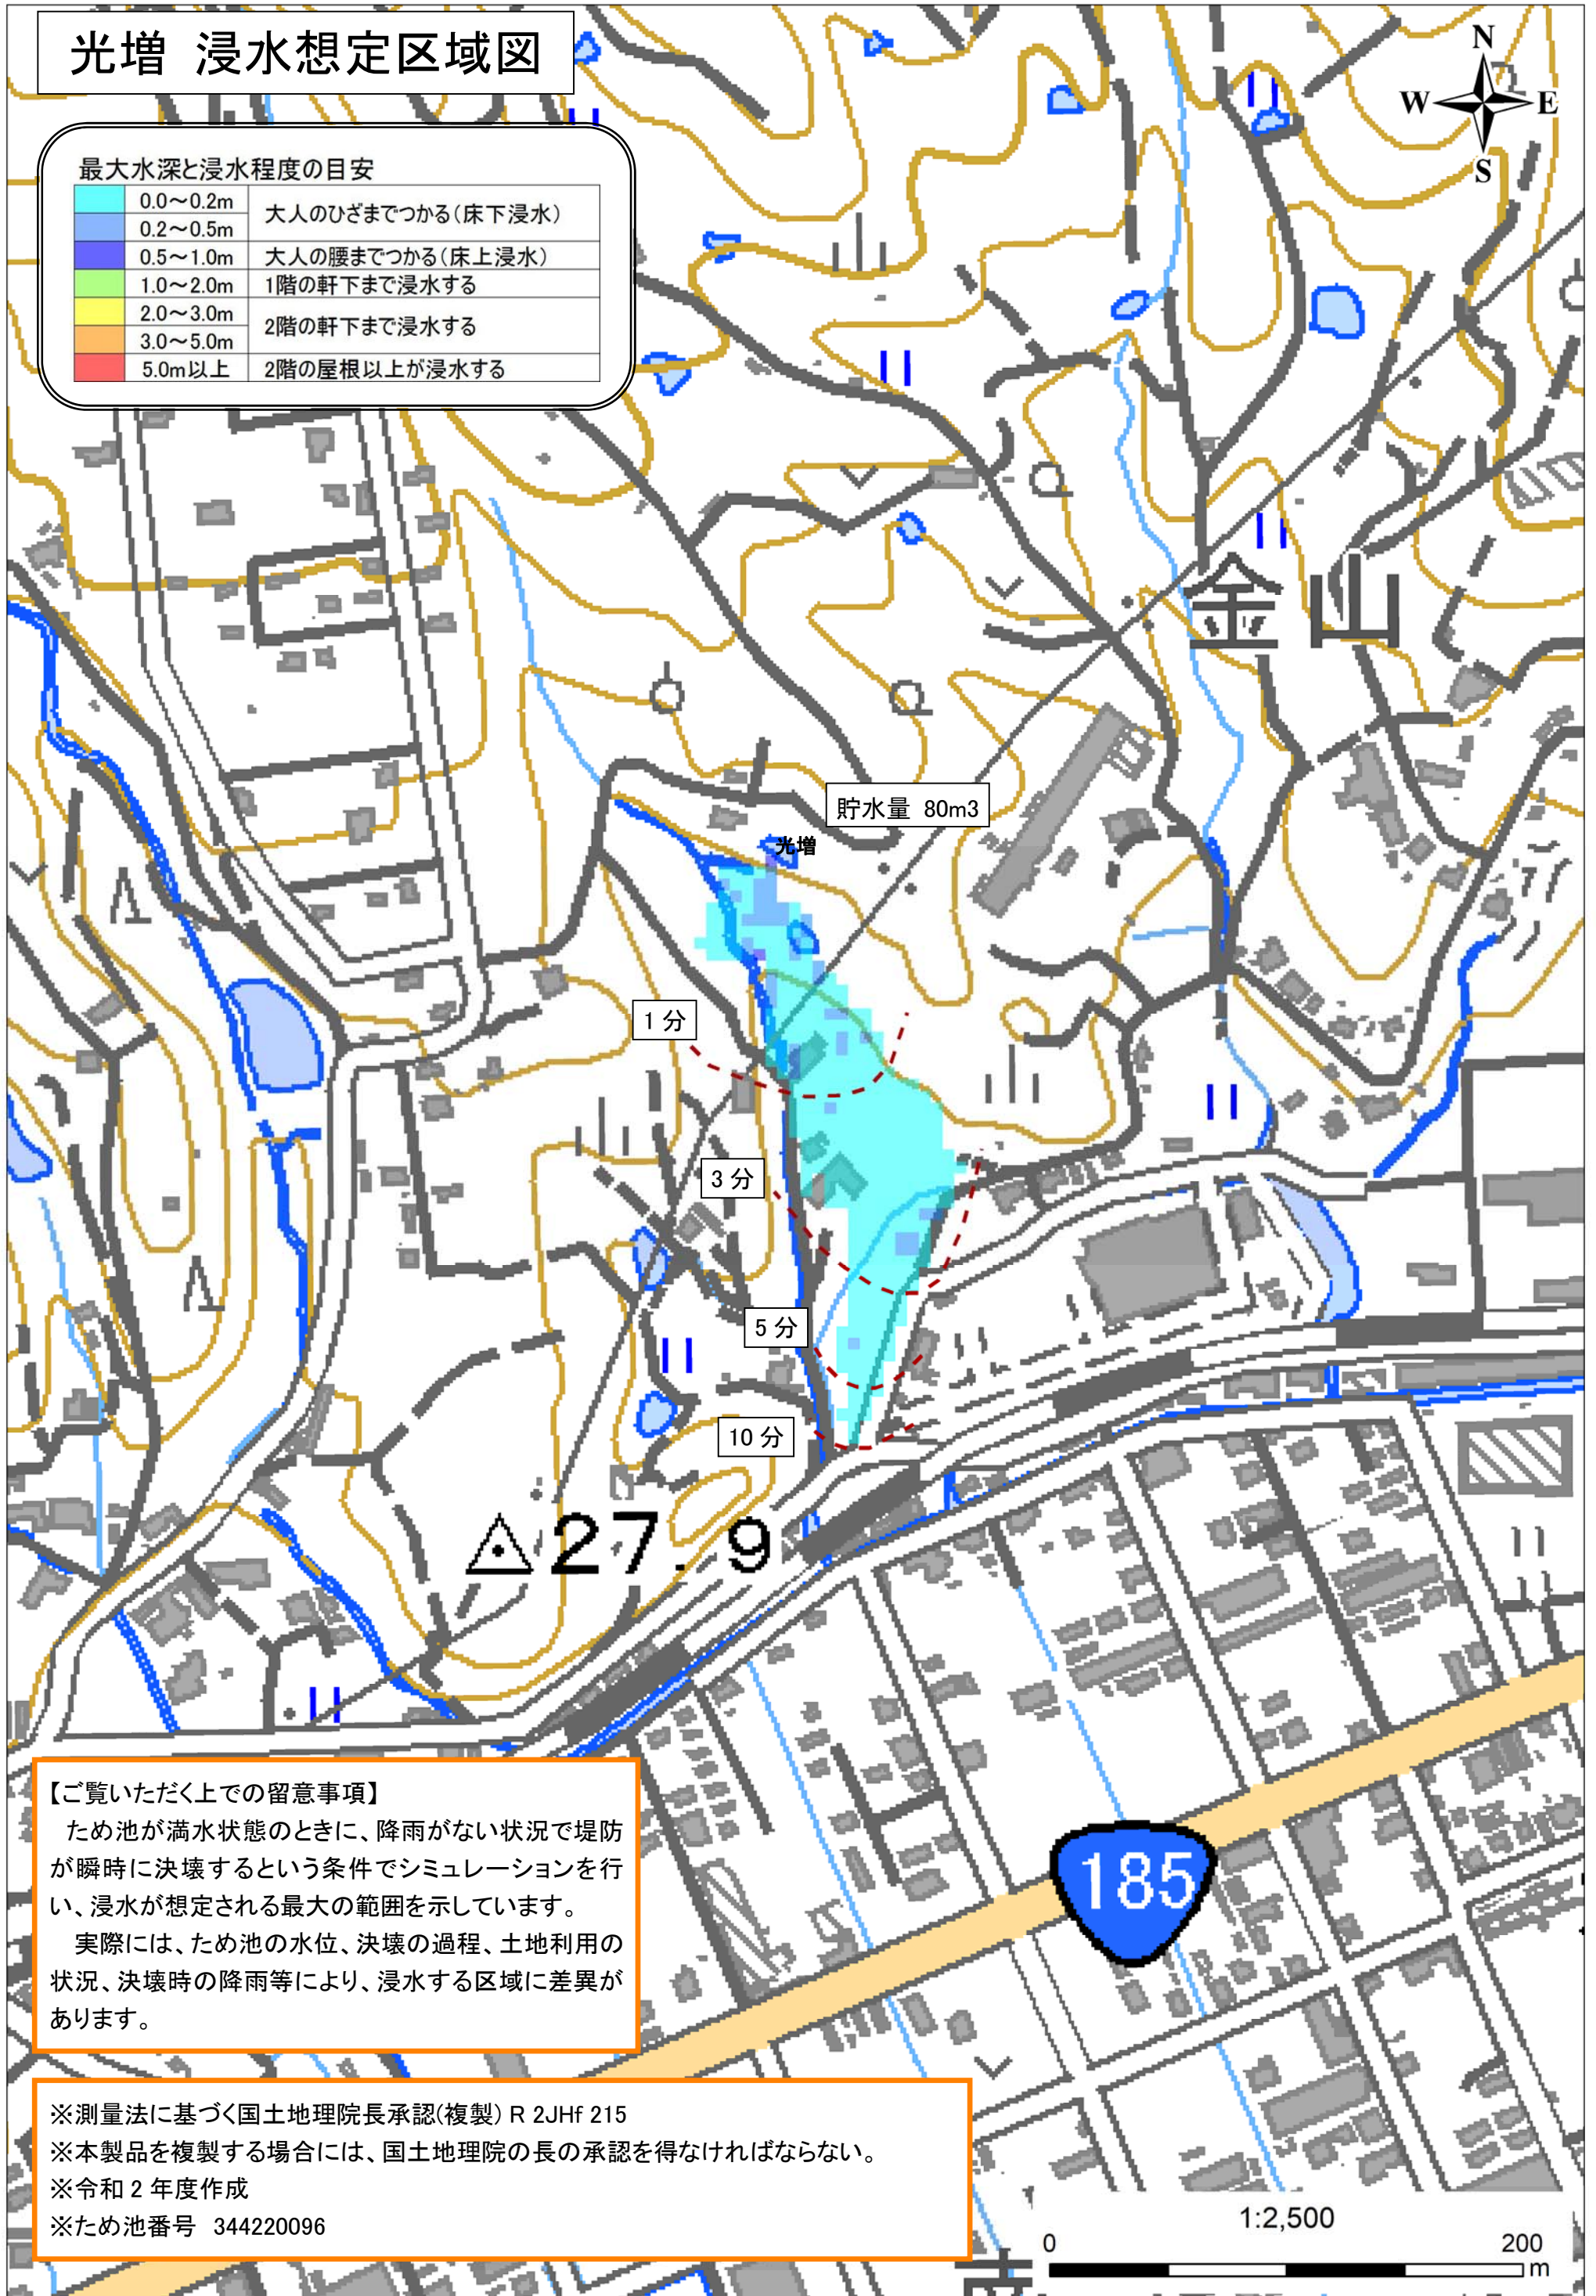 光増 浸水想定区域図
N
W E
S
最大水深と浸水程度の目安
0.0～0.2m 大人のひざまでつかる(床下浸水)
0.2～0.5m
0.5～1.0m 大人の腰までつかる(床上浸水)
1.0～2.0m 1階の軒下まで浸水する
2.0～3.0m 2階の軒下まで浸水する
3.0～5.0m
5.0m以上 2階の屋根以上が浸水する
金山
貯水量 80m3
光増
1 分
3 分
5 分
10 分
27.9
185
【ご覧いただく上での留意事項】
ため池が満水状態のときに、降雨がない状況で堤防
が瞬時に決壊するという条件でシミュレーションを行
い、浸水が想定される最大の範囲を示しています。
実際には、ため池の水位、決壊の過程、土地利用の
状況、決壊時の降雨等により、浸水する区域に差異が
あります。
※測量法に基づく国土地理院長承認(複製) R 2JHf 215
※本製品を複製する場合には、国土地理院の長の承認を得なければならない。
※令和 2 年度作成
※ため池番号 344220096
1:2,500
0 200
m